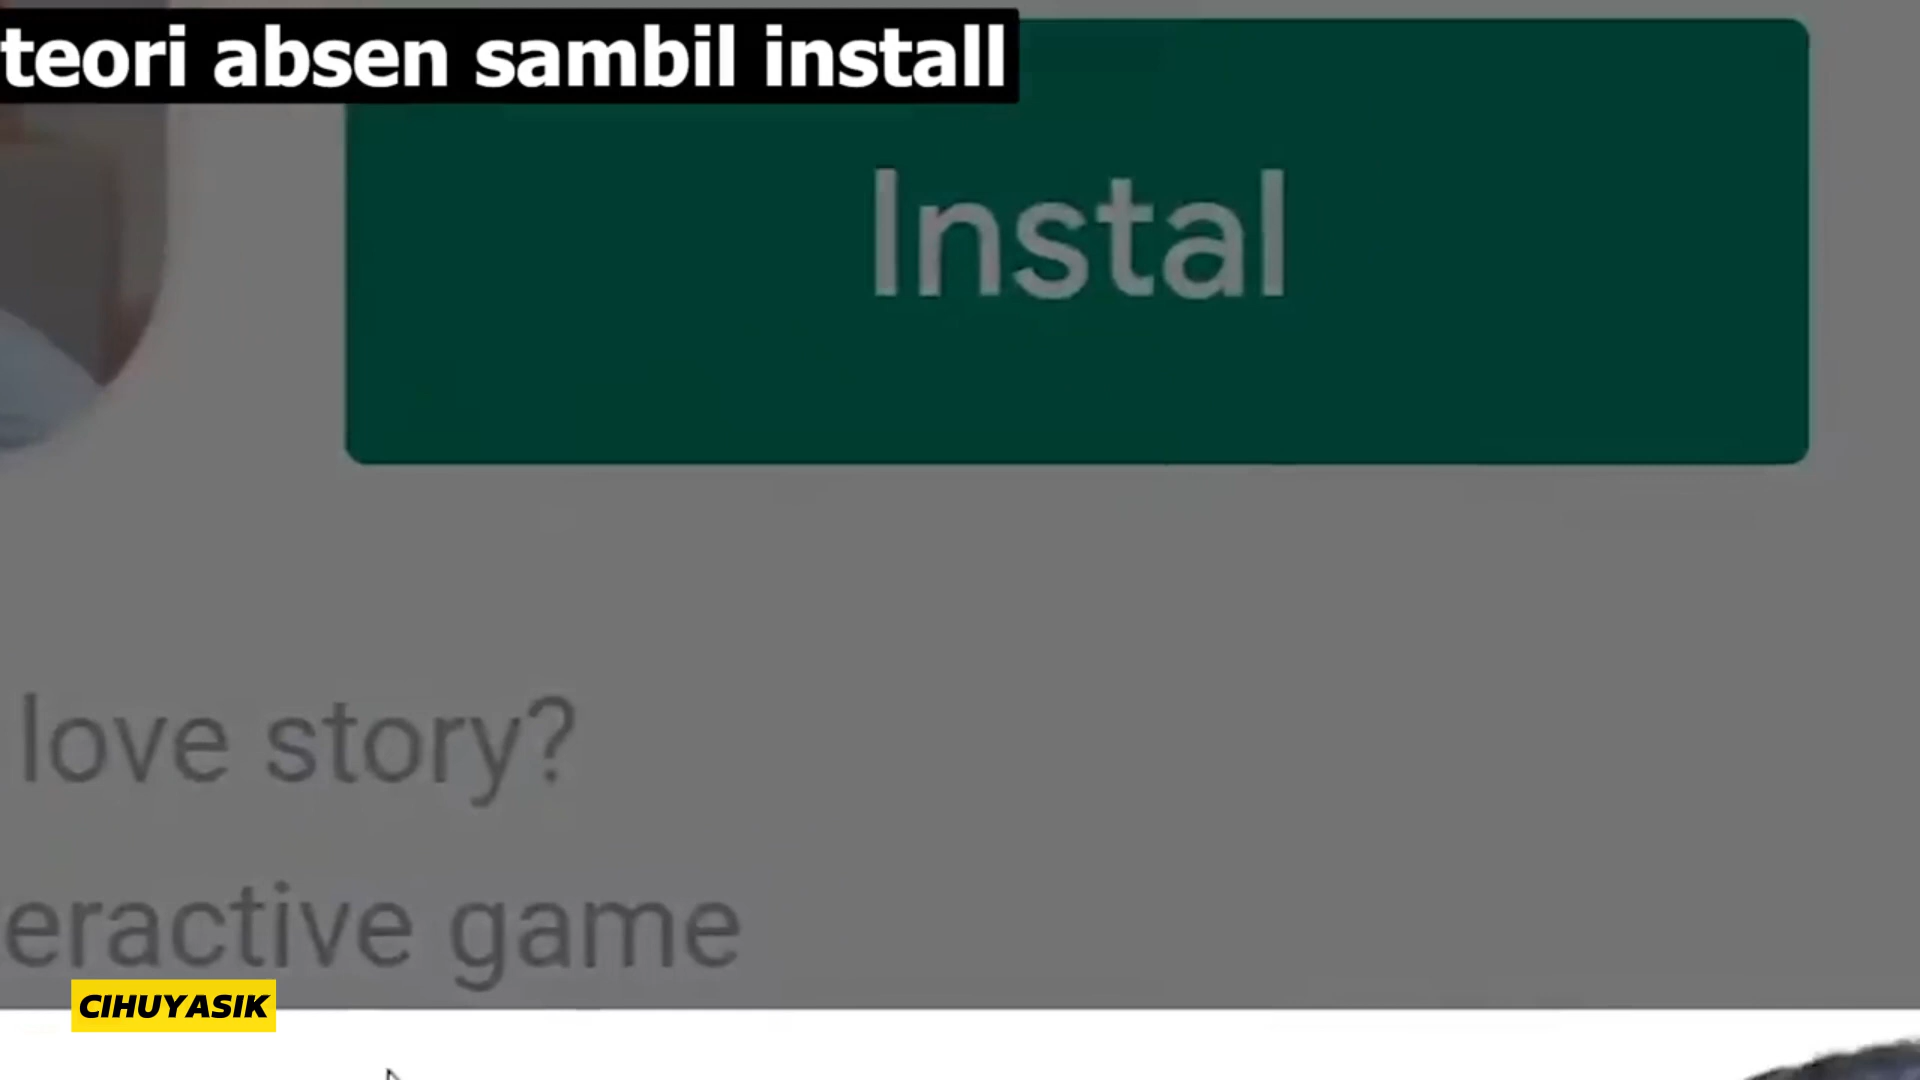 teori absen sambil install
Instal
love story?
eractive game
CIHUYASIK